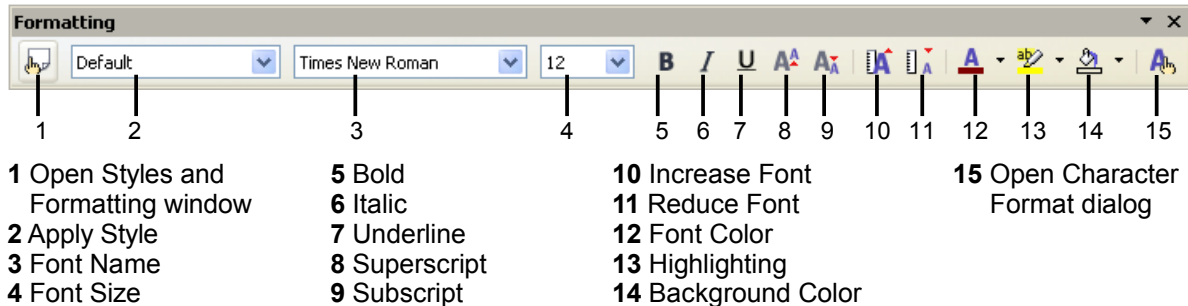 Formatting
Default Times New Roman 12 B I U A A A A A A ab A
1 2 3 4 5 6 7 8 9 10 11 12 13 14 15
1 Open Styles and
Formatting window
2 Apply Style
3 Font Name
4 Font Size
5 Bold
6 Italic
7 Underline
8 Superscript
9 Subscript
10 Increase Font
11 Reduce Font
12 Font Color
13 Highlighting
14 Background Color
15 Open Character
Format dialog